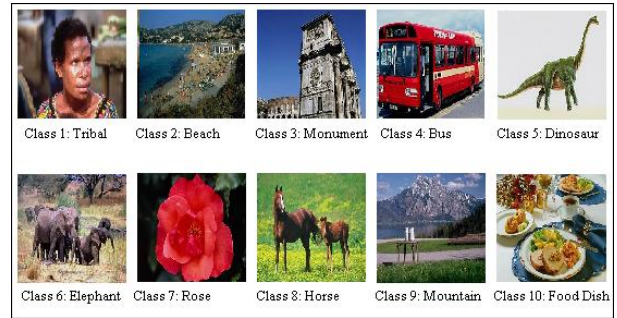 Class 1: Tribal
Class 2: Beach
Class 3: Monument
Class 4: Bus
Class 5: Dinosaur
Class 6: Elephant
Class 7: Rose
Class 8: Horse
Class 9: Mountain
Class 10: Food Dish